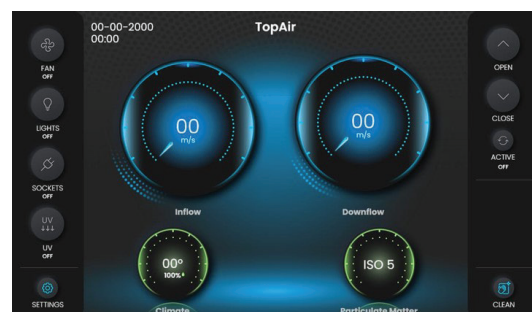 00-00-2000
00:00
TopAir
FAN
OFF
LIGHTS
OFF
SOCKETS
OFF
UV
UV
OFF
SETTINGS
00
m/s
Inflow
00
m/s
Downflow
00°
100%
Climate
ISO 5
Particulate Matter
OPEN
CLOSE
ACTIVE
OFF
CLEAN